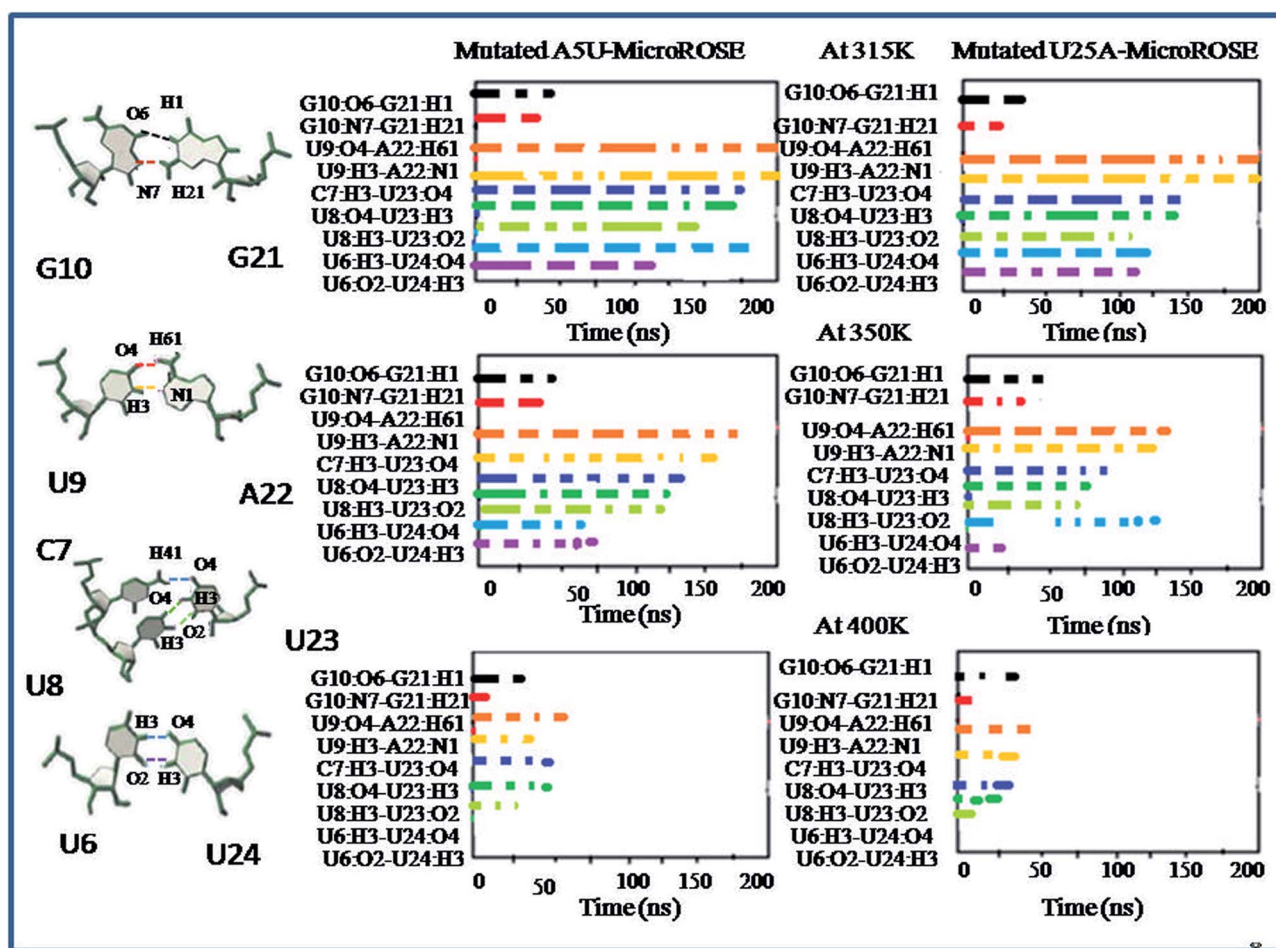 Mutated A5U-MicroROSE At 315K Mutated U25A-MicroROSE
O6 H1
N7 H21
G10 G21
O4 H61
H3 N1
U9 A22
C7
H41 O4
O4 H3
H3 O2
U23
U8
H3 O4
O2 H3
U6 U24
G10:O6-G21:H1
G10:N7-G21:H21
U9:O4-A22:H61
U9:H3-A22:N1
C7:H3-U23:O4
U8:O4-U23:H3
U8:H3-U23:O2
U6:H3-U24:O4
U6:O2-U24:H3
0 50 100 150 200
Time (ns)
G10:O6-G21:H1
G10:N7-G21:H21
U9:O4-A22:H61
U9:H3-A22:N1
C7:H3-U23:O4
U8:O4-U23:H3
U8:H3-U23:O2
U6:H3-U24:O4
U6:O2-U24:H3
0 50 100 150 200
Time (ns)
At 350K
G10:O6-G21:H1
G10:N7-G21:H21
U9:O4-A22:H61
U9:H3-A22:N1
C7:H3-U23:O4
U8:O4-U23:H3
U8:H3-U23:O2
U6:H3-U24:O4
U6:O2-U24:H3
0 50 100 150 200
Time (ns)
G10:O6-G21:H1
G10:N7-G21:H21
U9:O4-A22:H61
U9:H3-A22:N1
C7:H3-U23:O4
U8:O4-U23:H3
U8:H3-U23:O2
U6:H3-U24:O4
U6:O2-U24:H3
0 50 100 150 200
Time (ns)
At 400K
G10:O6-G21:H1
G10:N7-G21:H21
U9:O4-A22:H61
U9:H3-A22:N1
C7:H3-U23:O4
U8:O4-U23:H3
U8:H3-U23:O2
U6:H3-U24:O4
U6:O2-U24:H3
0 50 100 150 200
Time (ns)
G10:O6-G21:H1
G10:N7-G21:H21
U9:O4-A22:H61
U9:H3-A22:N1
C7:H3-U23:O4
U8:O4-U23:H3
U8:H3-U23:O2
U6:H3-U24:O4
U6:O2-U24:H3
0 50 100 150 200
Time (ns)